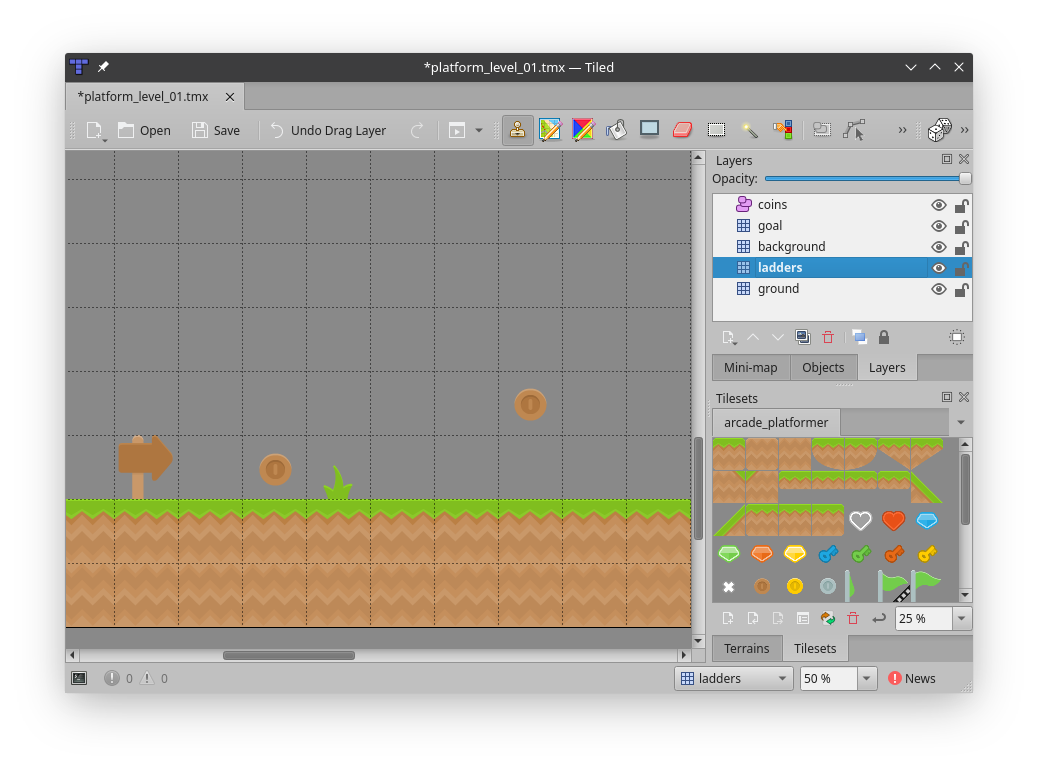 *platform_level_01.tmx — Tiled
*platform_level_01.tmx
Open Save Undo Drag Layer
Layers
Opacity:
coins
goal
background
ladders
ground
Mini-map Objects Layers
Tilesets
arcade_platformer
25 %
Terrains Tilesets
0 0 ladders 50 % News